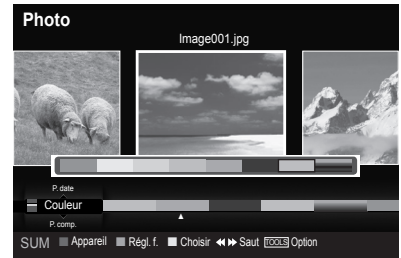 Photo
Image001.jpg
P. date
Couleur
P.comp.
SUM Appareil Régl. f. Choisir Saut TOOLS Option